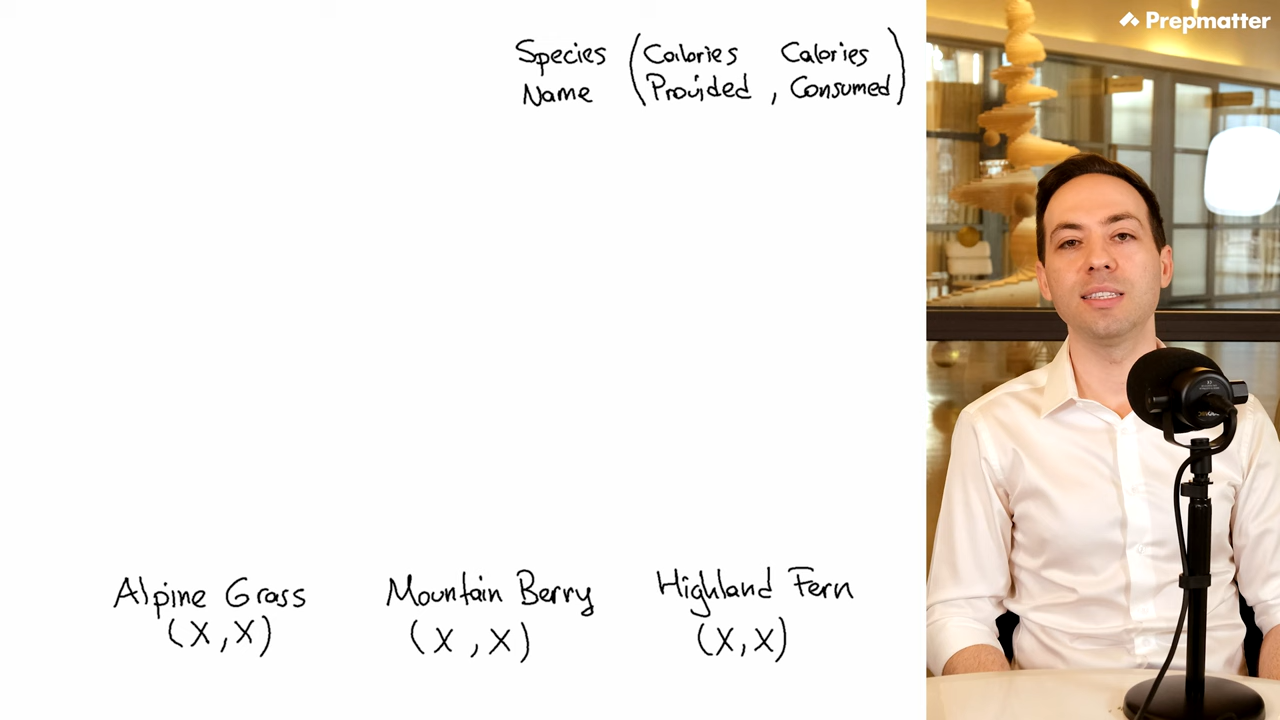 Prepmatter
Species (Calories Calories)
Name (Provided , Consumed)
Alpine Grass Mountain Berry Highland Fern
(X,X) (X,X) (X,X)